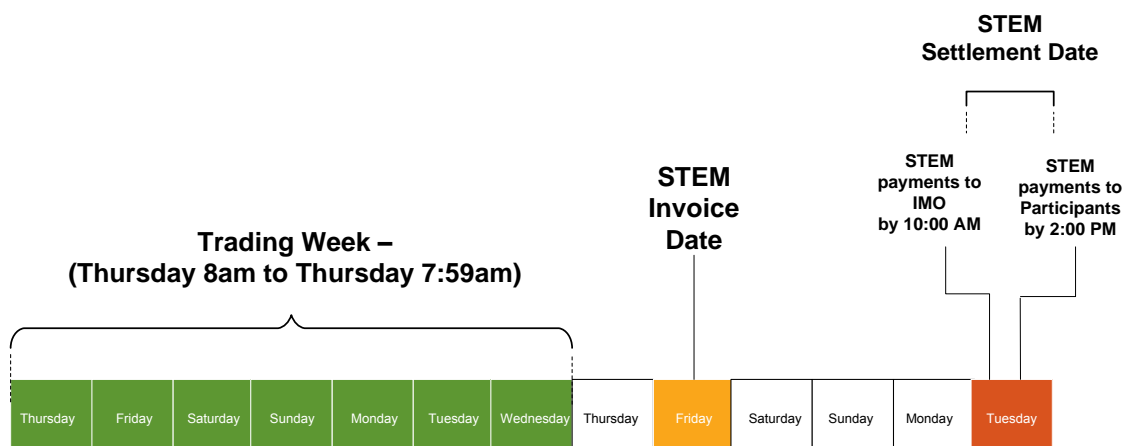 STEM
Settlement Date
STEM
payments to
IMO
by 10:00 AM
STEM
payments to
Participants
by 2:00 PM
STEM
Invoice
Date
Trading Week –
(Thursday 8am to Thursday 7:59am)
Thursday
Friday
Saturday
Sunday
Monday
Tuesday
Wednesday
Thursday
Friday
Saturday
Sunday
Monday
Tuesday